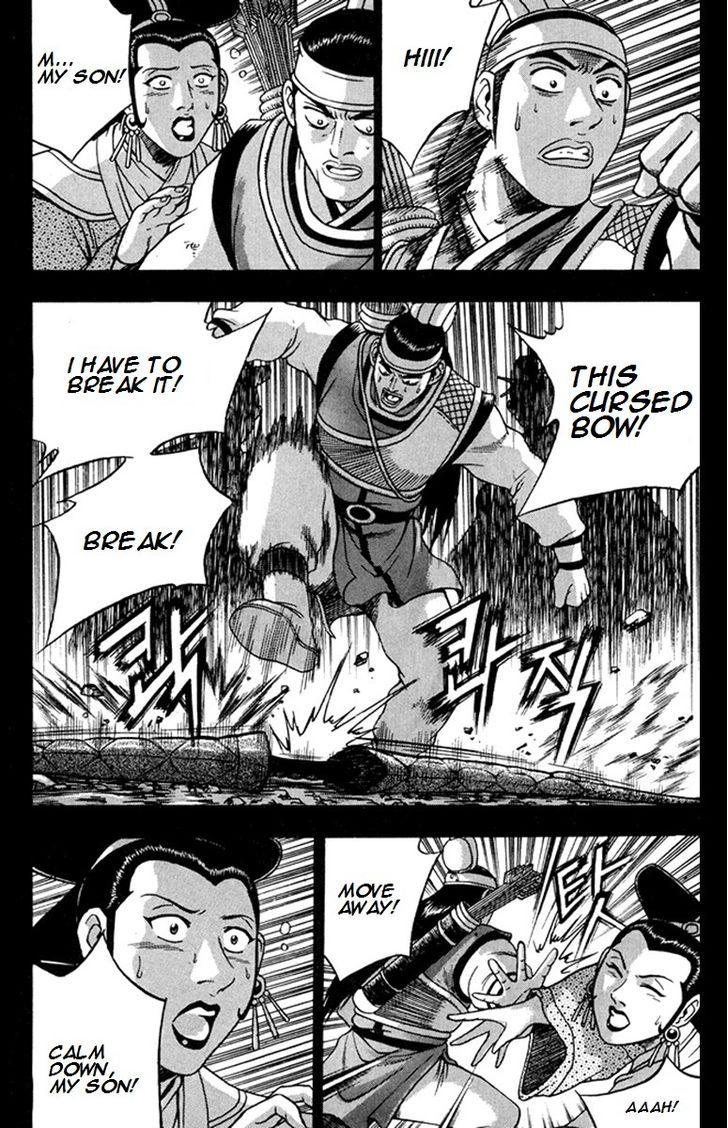 M...
MY SON!
HIII!
I HAVE TO
BREAK IT!
THIS
CURSED
BOW!
BREAK!
콱
콰직
CALM
DOWN,
MY SON!
MOVE
AWAY!
탁
AAAH!